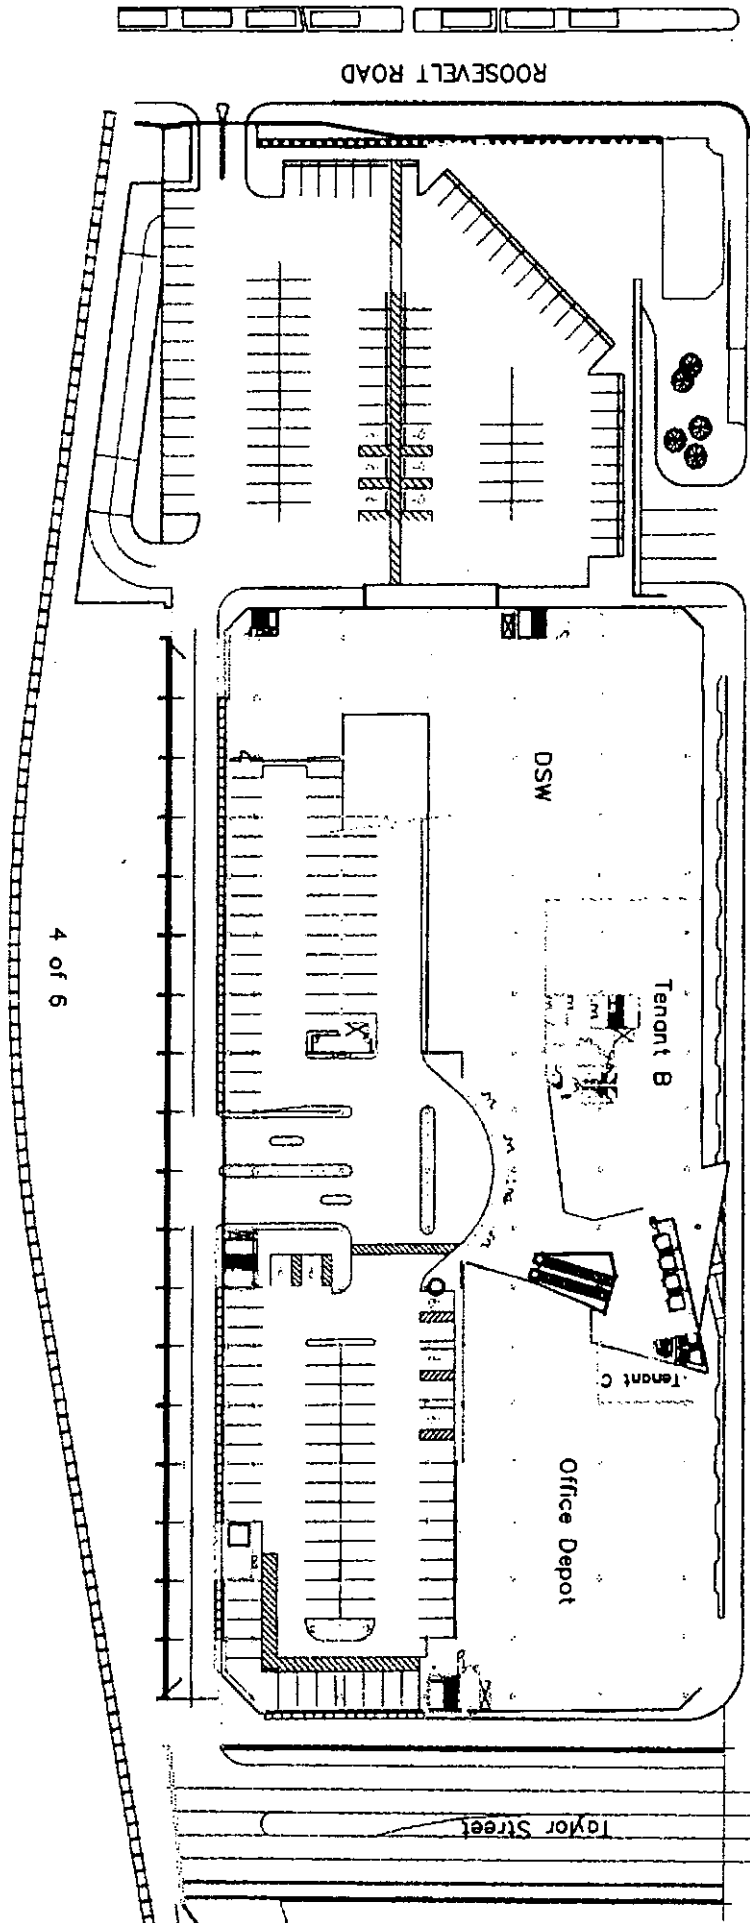 ROOSEVELT ROAD
DSW
Tenant B
4 of 6
Tenant C
Office Depot
Taylor Street